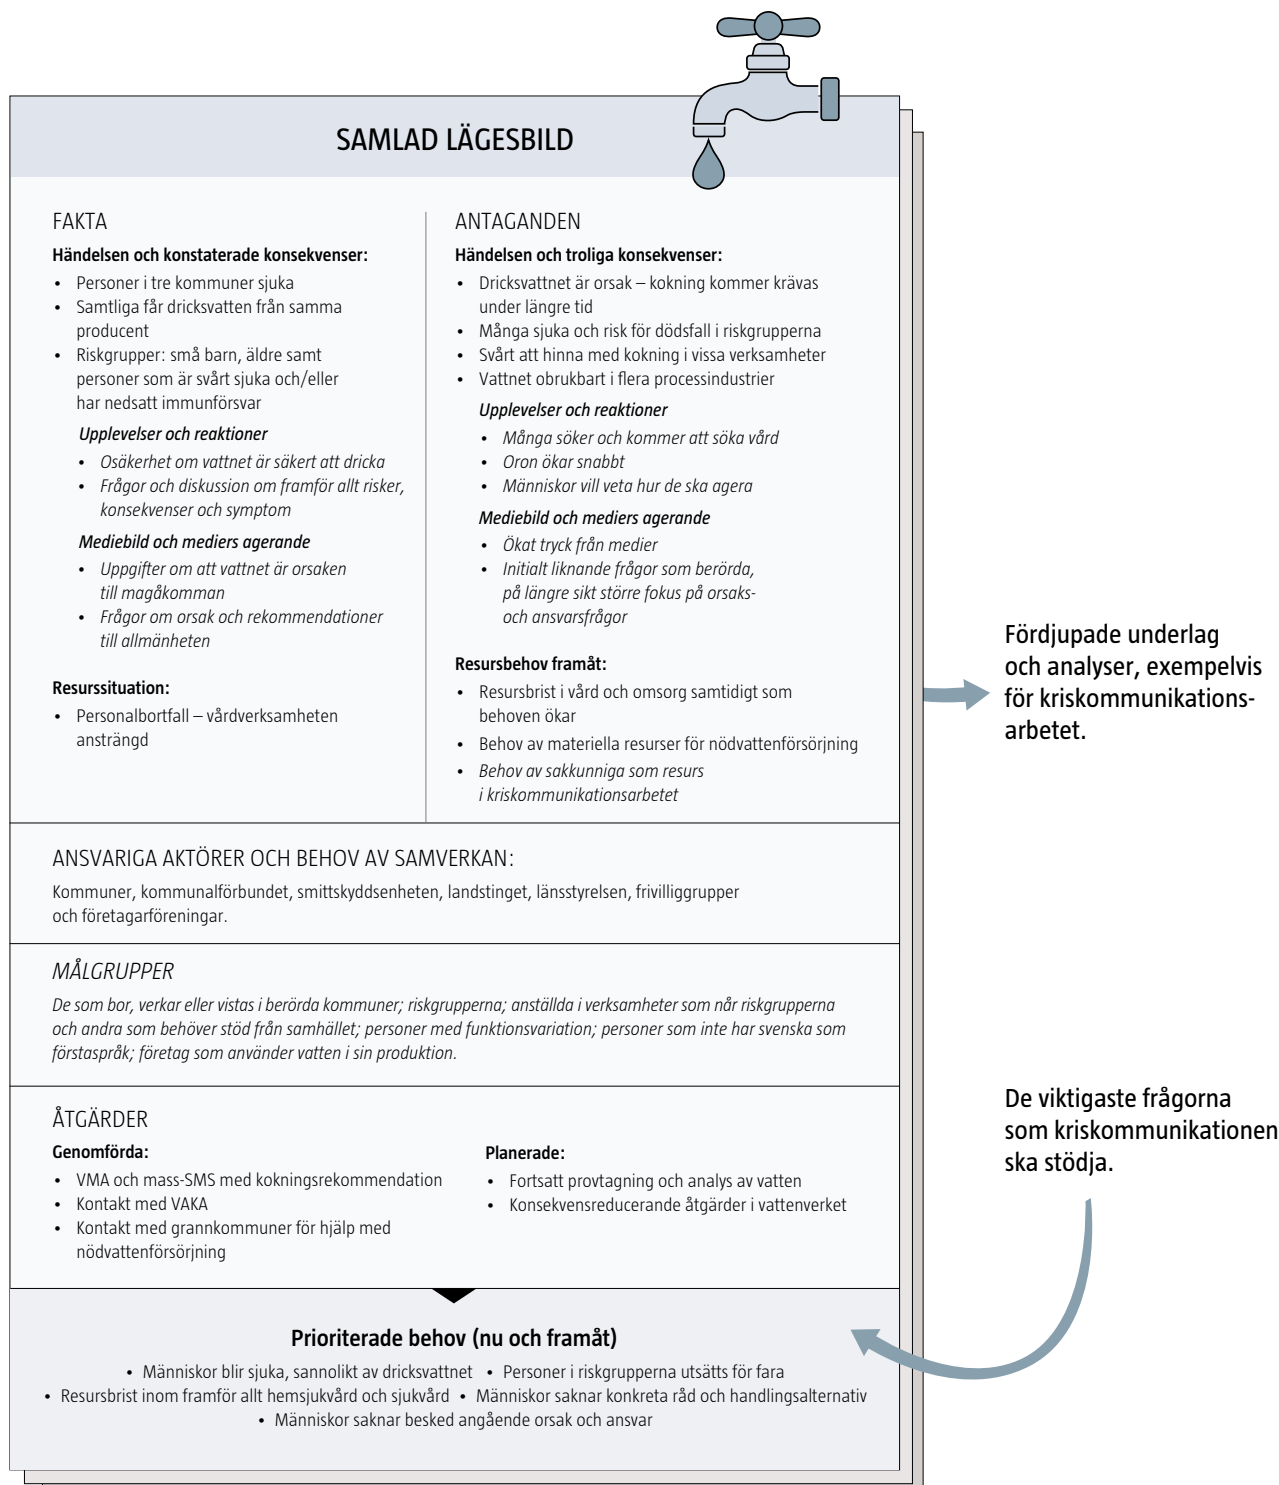 SAMLAD LÄGESBILD
FAKTA
Händelsen och konstaterade konsekvenser:
• Personer i tre kommuner sjuka
• Samtliga får dricksvatten från samma
producent
• Riskgrupper: små barn, äldre samt
personer som är svårt sjuka och/eller
har nedsatt immunförsvar
Upplevelser och reaktioner
• Osäkerhet om vattnet är säkert att dricka
• Frågor och diskussion om framför allt risker,
konsekvenser och symptom
Mediebild och mediers agerande
• Uppgifter om att vattnet är orsaken
till magåkomman
• Frågor om orsak och rekommendationer
till allmänheten
Resurssituation:
• Personalbortfall – vårdverksamheten
ansträngd
ANTAGANDEN
Händelsen och troliga konsekvenser:
• Dricksvattnet är orsak – kokning kommer krävas
under längre tid
• Många sjuka och risk för dödsfall i riskgrupperna
• Svårt att hinna med kokning i vissa verksamheter
• Vattnet obrukbart i flera processindustrier
Upplevelser och reaktioner
• Många söker och kommer att söka vård
• Oron ökar snabbt
• Människor vill veta hur de ska agera
Mediebild och mediers agerande
• Ökat tryck från medier
• Initialt liknande frågor som berörda,
på längre sikt större fokus på orsaks-
och ansvarsfrågor
Resursbehov framåt:
• Resursbrist i vård och omsorg samtidigt som
behoven ökar
• Behov av materiella resurser för nödvattenförsörjning
• Behov av sakkunniga som resurs
i kriskommunikationsarbetet
Fördjupade underlag
och analyser, exempelvis
för kriskommunikations-
arbetet.
ANSVARIGA AKTÖRER OCH BEHOV AV SAMVERKAN:
Kommuner, kommunalförbundet, smittskyddsenheten, landstinget, länsstyrelsen, frivilliggrupper
och företagarföreningar.
MÅLGRUPPER
De som bor, verkar eller vistas i berörda kommuner; riskgrupperna; anställda i verksamheter som når riskgrupperna
och andra som behöver stöd från samhället; personer med funktionsvariation; personer som inte har svenska som
förstaspråk; företag som använder vatten i sin produktion.
ÅTGÄRDER
Genomförda:
• VMA och mass-SMS med kokningsrekommendation
• Kontakt med VAKA
• Kontakt med grannkommuner för hjälp med
nödvattenförsörjning
Planerade:
• Fortsatt provtagning och analys av vatten
• Konsekvensreducerande åtgärder i vattenverket
De viktigaste frågorna
som kriskommunikationen
ska stödja.
Prioriterade behov (nu och framåt)
• Människor blir sjuka, sannolikt av dricksvattnet • Personer i riskgrupperna utsätts för fara
• Resursbrist inom framför allt hemsjukvård och sjukvård • Människor saknar konkreta råd och handlingsalternativ
• Människor saknar besked angående orsak och ansvar